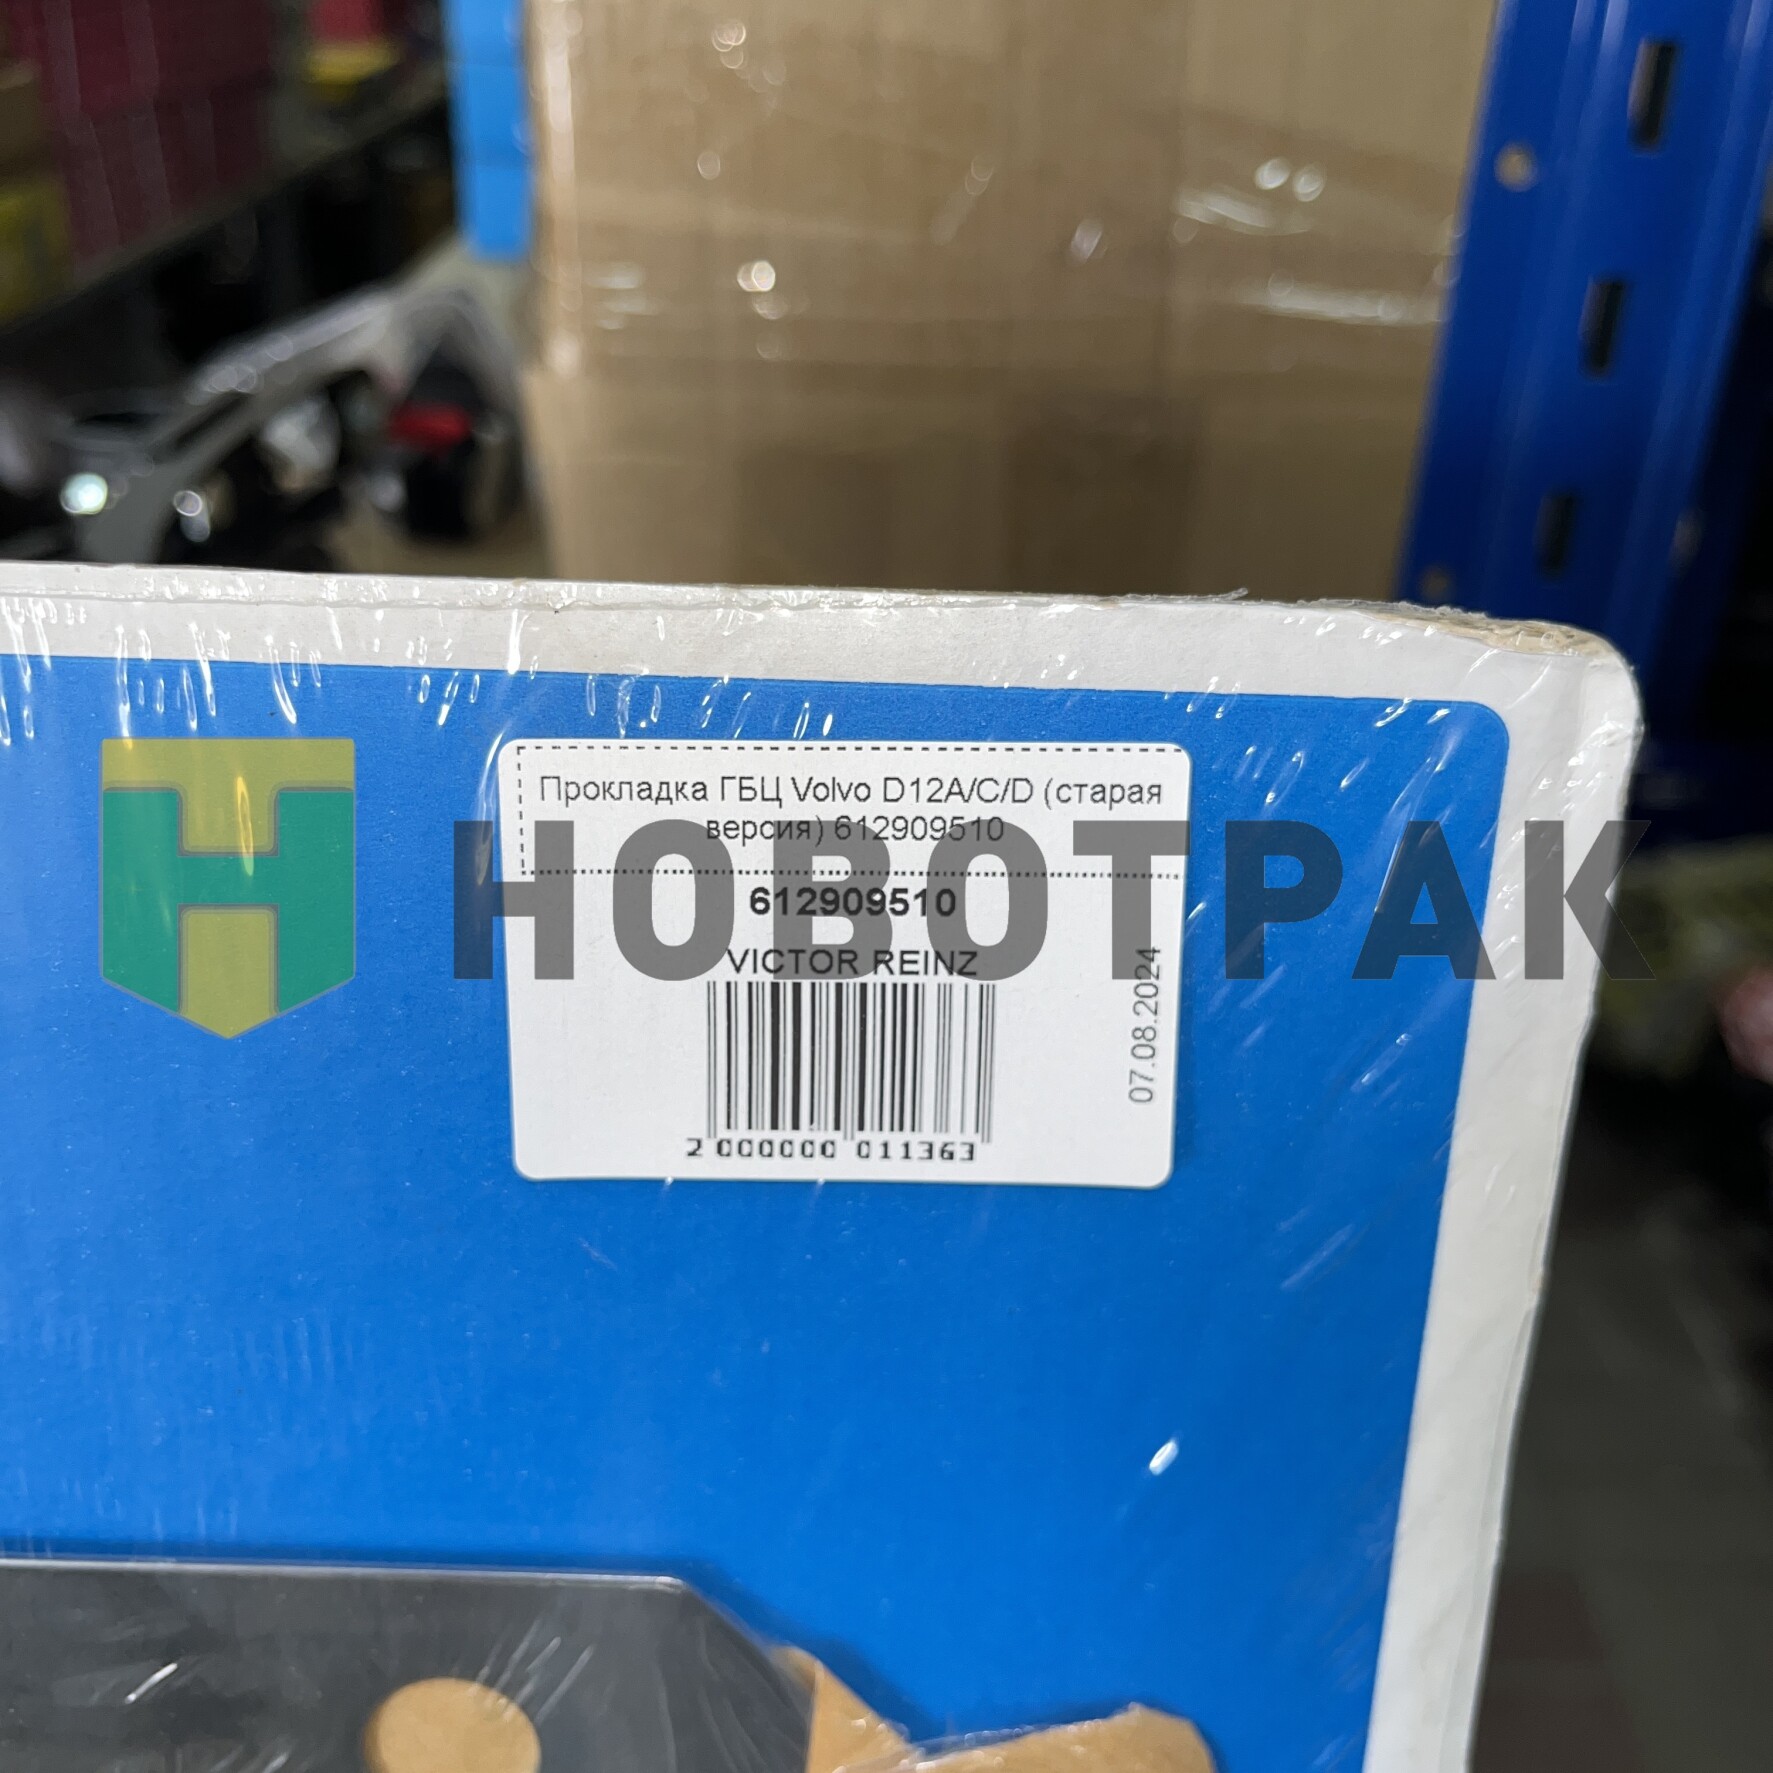 Прокладка ГБЦ Volvo D12A/C/D (старая
версия) 612909510
612909510
VICTOR REINZ
07.08.2024
2 000000 011363
НОВОТРАК